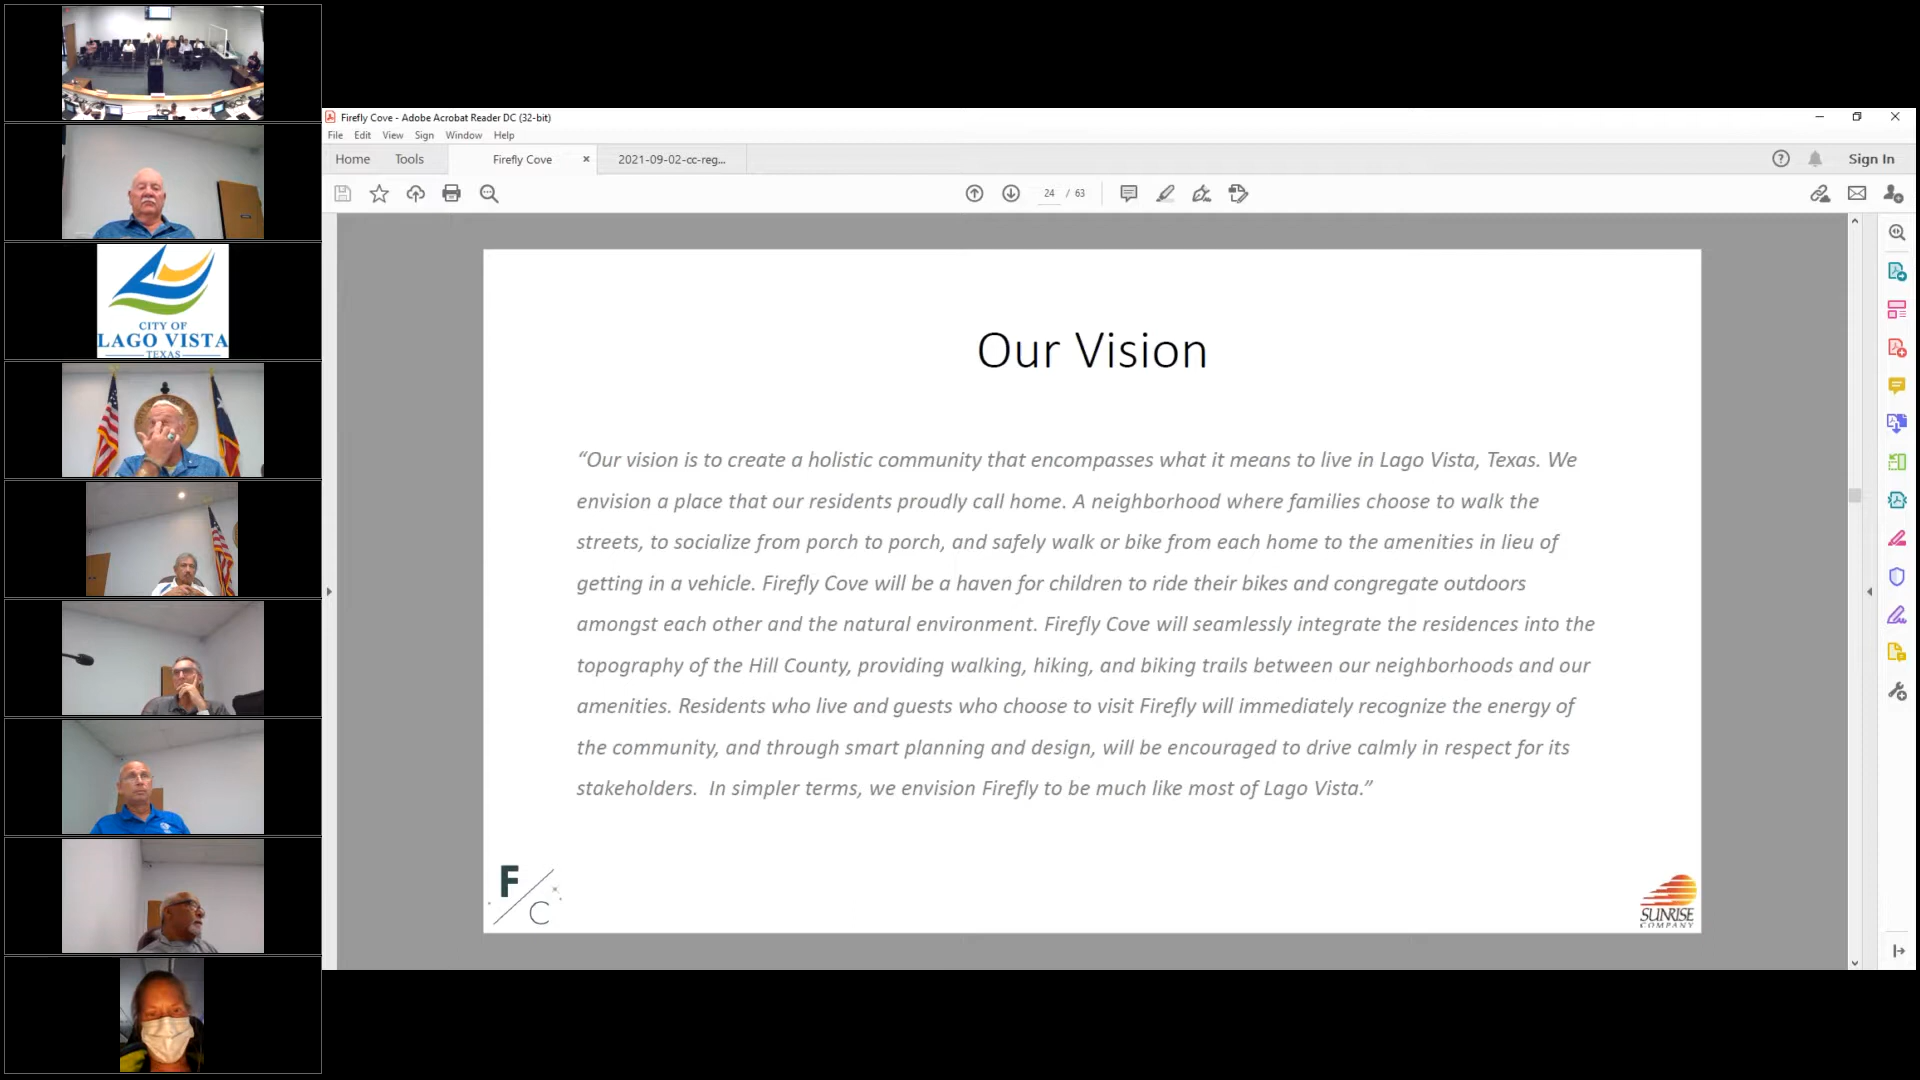 CITY OF
LAGO VISTA
TEXAS
Firefly Cove - Adobe Acrobat Reader DC (32-bit)
File Edit View Sign Window Help
Home Tools Firefly Cove 2021-09-02-cc-reg... Sign In
24 / 63
Our Vision
“Our vision is to create a holistic community that encompasses what it means to live in Lago Vista, Texas. We
envision a place that our residents proudly call home. A neighborhood where families choose to walk the
streets, to socialize from porch to porch, and safely walk or bike from each home to the amenities in lieu of
getting in a vehicle. Firefly Cove will be a haven for children to ride their bikes and congregate outdoors
amongst each other and the natural environment. Firefly Cove will seamlessly integrate the residences into the
topography of the Hill County, providing walking, hiking, and biking trails between our neighborhoods and our
amenities. Residents who live and guests who choose to visit Firefly will immediately recognize the energy of
the community, and through smart planning and design, will be encouraged to drive calmly in respect for its
stakeholders.  In simpler terms, we envision Firefly to be much like most of Lago Vista.”
F/C
SUNRISE
COMPANY